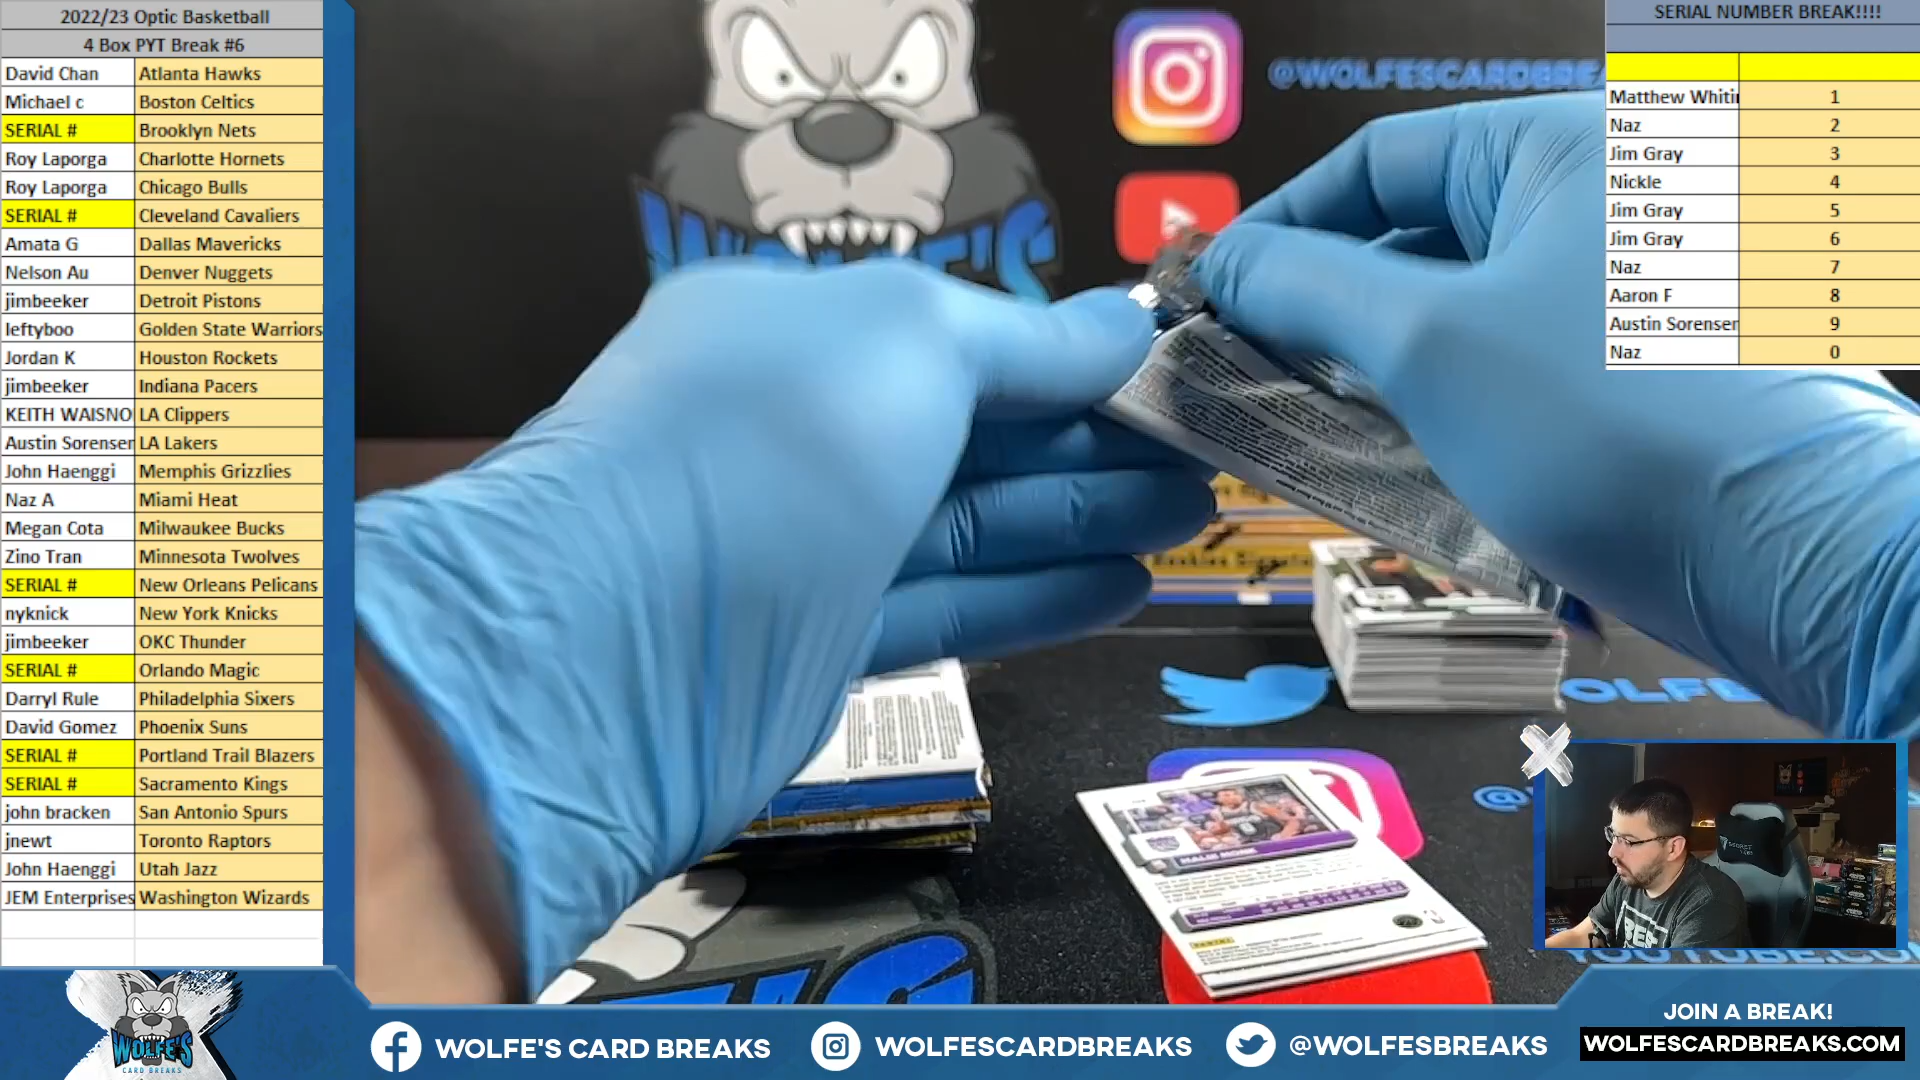 2022/23 Optic Basketball
4 Box PYT Break #6
David Chan Atlanta Hawks
Michael c Boston Celtics
SERIAL # Brooklyn Nets
Roy Laporga Charlotte Hornets
Roy Laporga Chicago Bulls
SERIAL # Cleveland Cavaliers
Amata G Dallas Mavericks
Nelson Au Denver Nuggets
jimbeeker Detroit Pistons
leftyboo Golden State Warriors
Jordan K Houston Rockets
jimbeeker Indiana Pacers
KEITH WAISNO LA Clippers
Austin Sorensen LA Lakers
John Haenggi Memphis Grizzlies
Naz A Miami Heat
Megan Cota Milwaukee Bucks
Zino Tran Minnesota Twolves
SERIAL # New Orleans Pelicans
nyknick New York Knicks
jimbeeker OKC Thunder
SERIAL # Orlando Magic
Darryl Rule Philadelphia Sixers
David Gomez Phoenix Suns
SERIAL # Portland Trail Blazers
SERIAL # Sacramento Kings
john bracken San Antonio Spurs
jnewt Toronto Raptors
John Haenggi Utah Jazz
JEM Enterprises Washington Wizards
SERIAL NUMBER BREAK!!!!
Matthew Whiti 1
Naz 2
Jim Gray 3
Nickle 4
Jim Gray 5
Jim Gray 6
Naz 7
Aaron F 8
Austin Sorensen 9
Naz 0
@WOLFESCARDBREA
WOLFE'S
WOLFE'S
CARD BREAKS
WOLFE'S CARD BREAKS
WOLFESCARDBREAKS
@WOLFESBREAKS
JOIN A BREAK!
WOLFESCARDBREAKS.COM